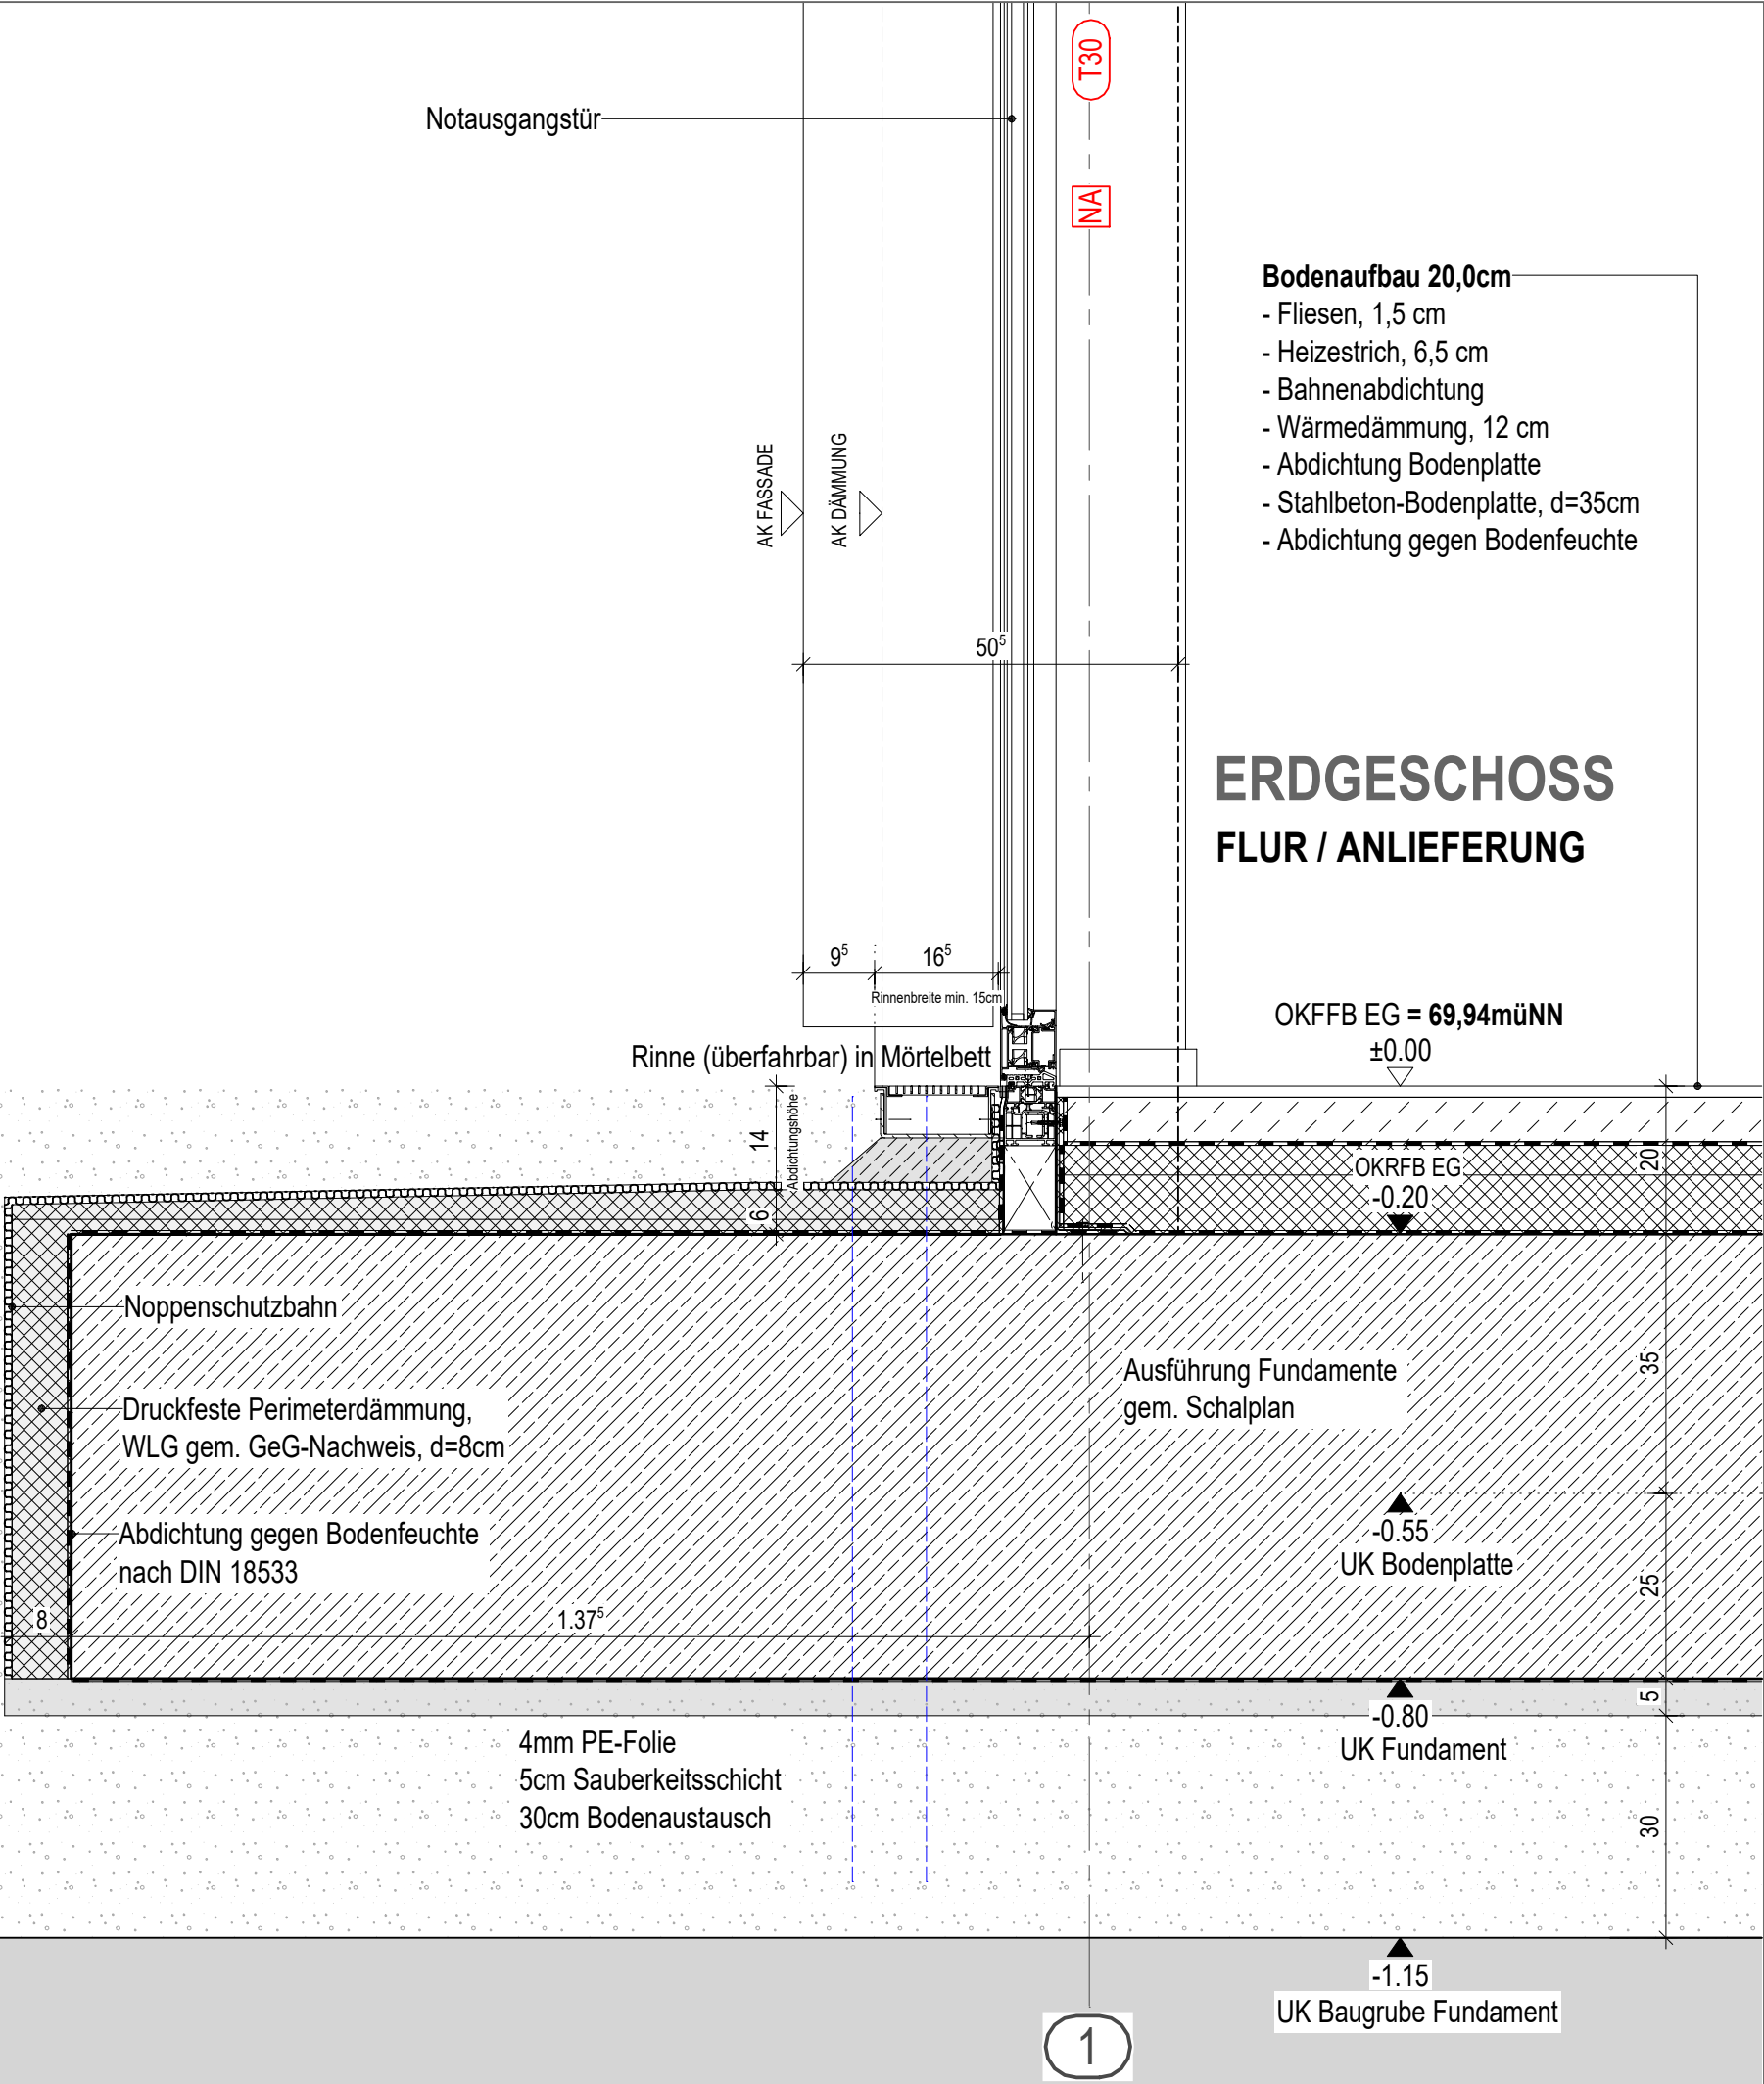 T30
Notausgangstür
NA
Bodenaufbau 20,0cm
- Fliesen, 1,5 cm
- Heizestrich, 6,5 cm
- Bahnenabdichtung
- Wärmedämmung, 12 cm
- Abdichtung Bodenplatte
- Stahlbeton-Bodenplatte, d=35cm
- Abdichtung gegen Bodenfeuchte
AK FASSADE
AK DÄMMUNG
50⁵
ERDGESCHOSS
FLUR / ANLIEFERUNG
9⁵
16⁵
Rinnenbreite min. 15cm
OKFFB EG = 69,94müNN
±0.00
Rinne (überfahrbar) in Mörtelbett
14
Abdichtungshöhe
6
OKRFB EG
-0.20
20
Noppenschutzbahn
Druckfeste Perimeterdämmung,
WLG gem. GeG-Nachweis, d=8cm
Ausführung Fundamente
gem. Schalplan
35
Abdichtung gegen Bodenfeuchte
nach DIN 18533
-0.55
UK Bodenplatte
25
8
1.37⁵
5
-0.80
UK Fundament
4mm PE-Folie
5cm Sauberkeitsschicht
30cm Bodenaustausch
30
-1.15
UK Baugrube Fundament
1